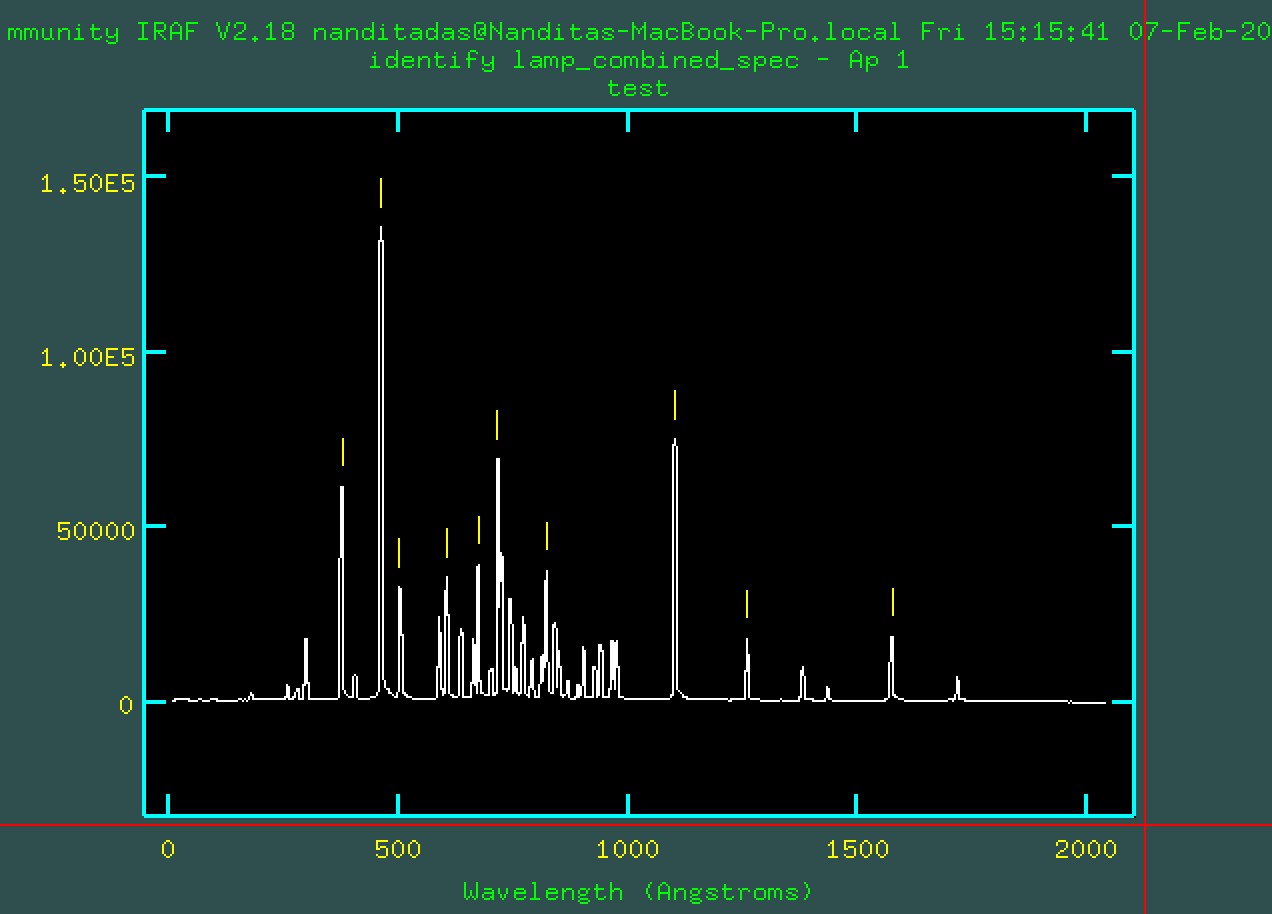 mmunity IRAF V2.18 nanditadas@Nanditas-MacBook-Pro.local Fri 15:15:41 07-Feb-20
identify lamp_combined_spec - Ap 1
test
1.50E5
1.00E5
50000
0
0 500 1000 1500 2000
Wavelength (Angstroms)